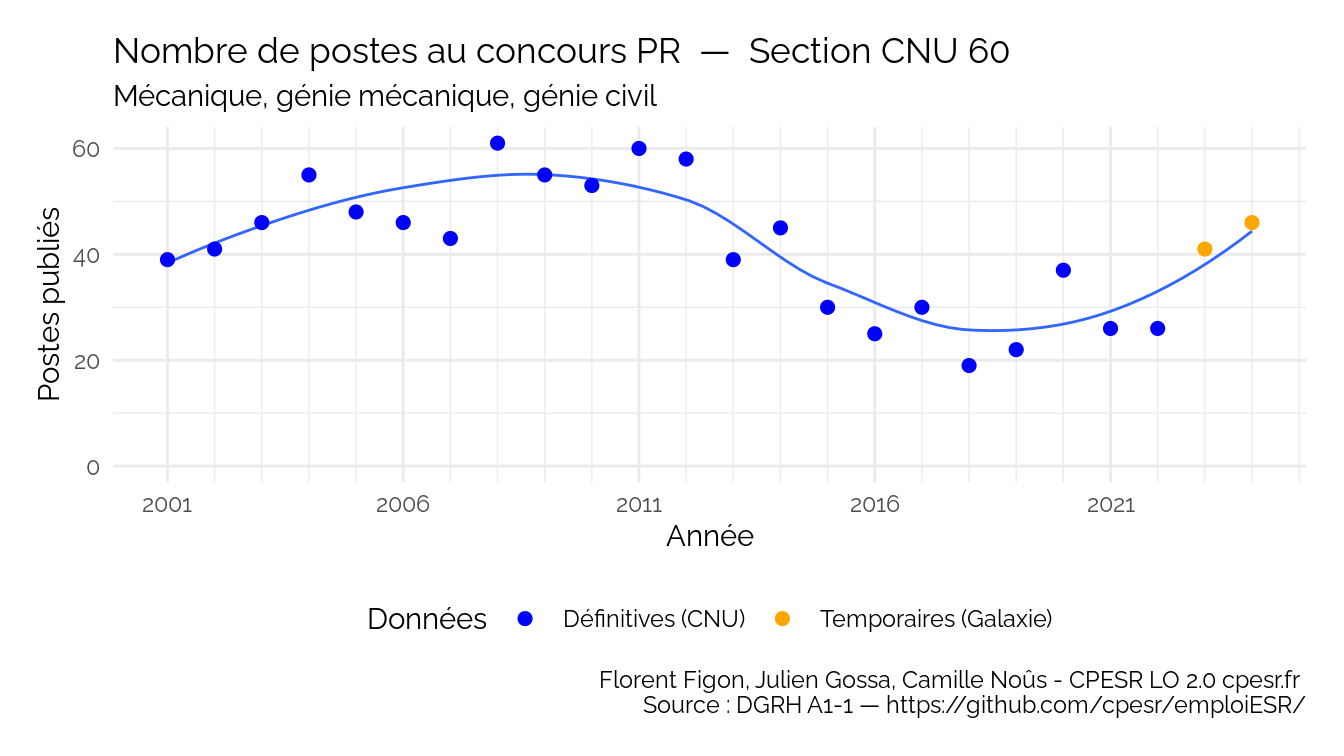 Nombre de postes au concours PR — Section CNU 60
Mécanique, génie mécanique, génie civil
Postes publiés
60
40
20
0
2001 2006 2011 2016 2021
Année
Données Définitives (CNU) Temporaires (Galaxie)
Florent Figon, Julien Gossa, Camille Noûs - CPESR LO 2.0 cpesr.fr
Source : DGRH A1-1 — https://github.com/cpesr/emploiESR/